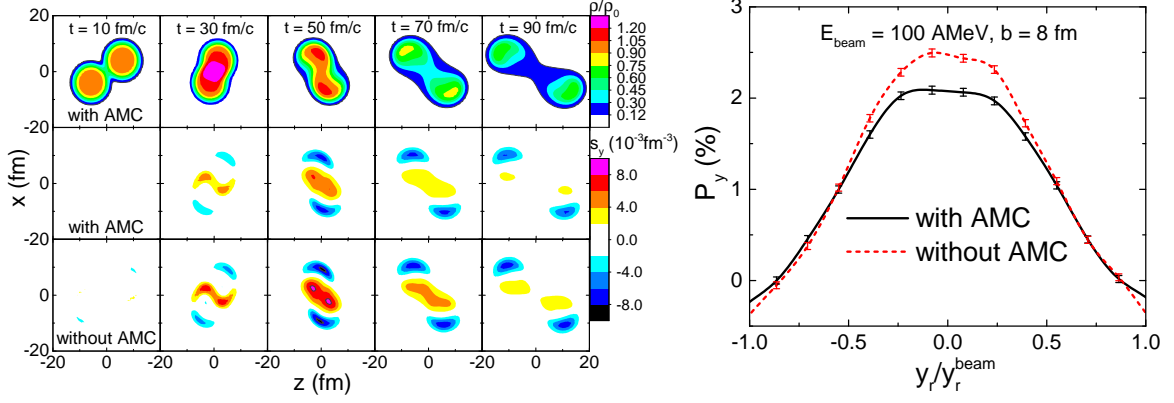 t = 10 fm/c t = 30 fm/c t = 50 fm/c t = 70 fm/c t = 90 fm/c
ρ/ρ₀
1.20
1.05
0.90
0.75
0.60
0.45
0.30
0.12
20
0
-20
with AMC
s_y (10⁻³fm⁻³)
8.0
4.0
0.0
-4.0
-8.0
0
-20
with AMC
20
0
-20
without AMC
x (fm)
-20 0 -20 0 -20 0 -20 0 -20 0 20
z (fm)
E_beam = 100 AMeV, b = 8 fm
P_y (%)
3
2
1
0
with AMC
without AMC
-1.0 -0.5 0.0 0.5 1.0
y_r/y_r^beam